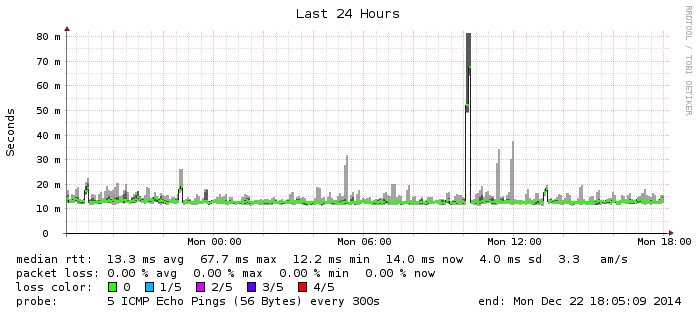 Last 24 Hours
RRDTOOL / TOBI OETIKER
Seconds
80 m
70 m
60 m
50 m
40 m
30 m
20 m
10 m
0
Mon 00:00 Mon 06:00 Mon 12:00 Mon 18:00
median rtt: 13.3 ms avg 67.7 ms max 12.2 ms min 14.0 ms now 4.0 ms sd 3.3 am/s
packet loss: 0.00 % avg 0.00 % max 0.00 % min 0.00 % now
loss color: 0 1/5 2/5 3/5 4/5
probe: 5 ICMP Echo Pings (56 Bytes) every 300s end: Mon Dec 22 18:05:09 2014